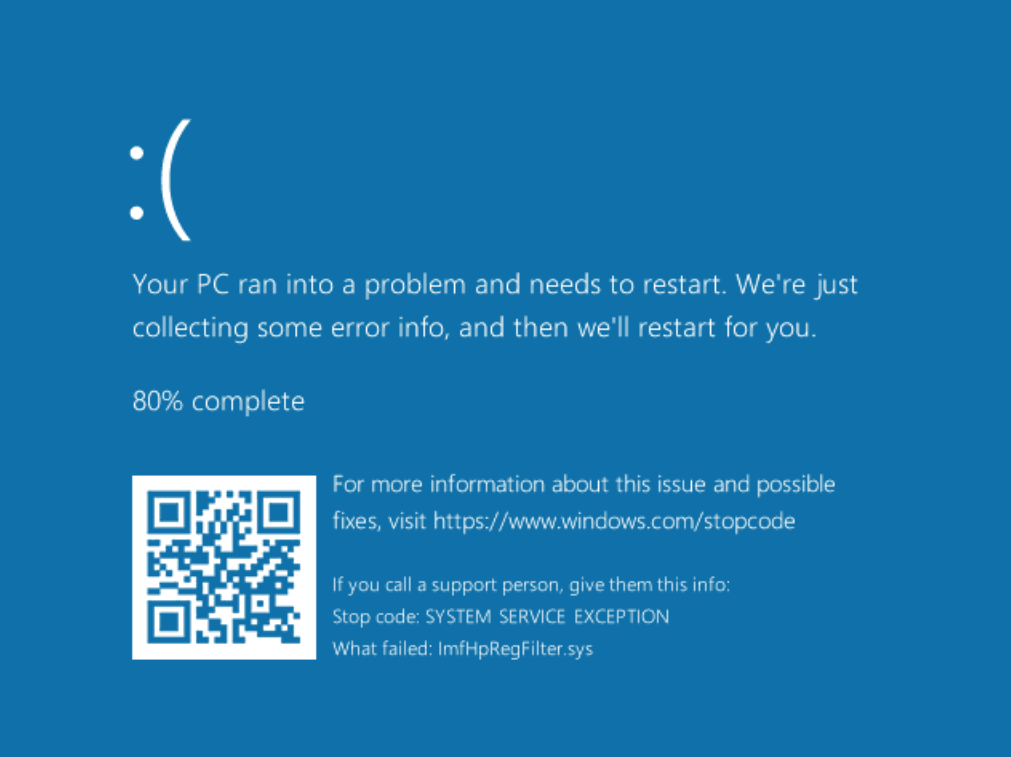 :(
Your PC ran into a problem and needs to restart. We're just
collecting some error info, and then we'll restart for you.
80% complete
For more information about this issue and possible
fixes, visit https://www.windows.com/stopcode
If you call a support person, give them this info:
Stop code: SYSTEM SERVICE EXCEPTION
What failed: ImfHpRegFilter.sys